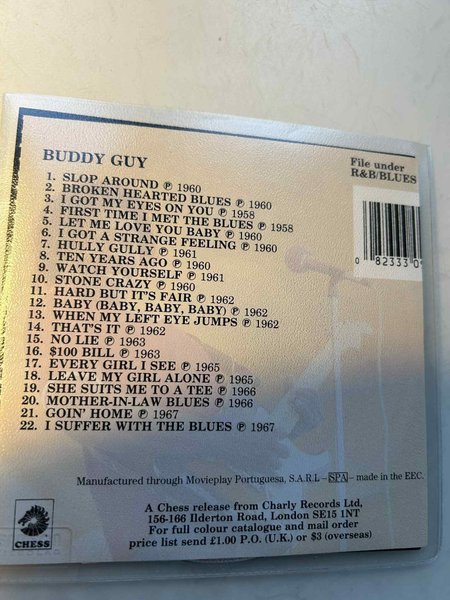 BUDDY GUY
File under
R&B/BLUES
1. SLOP AROUND ℗ 1960
2. BROKEN HEARTED BLUES ℗ 1960
3. I GOT MY EYES ON YOU ℗ 1958
4. FIRST TIME I MET THE BLUES ℗ 1958
5. LET ME LOVE YOU BABY ℗ 1960
6. I GOT A STRANGE FEELING ℗ 1960
7. HULLY GULLY ℗ 1961
8. TEN YEARS AGO ℗ 1960
9. WATCH YOURSELF ℗ 1961
10. STONE CRAZY ℗ 1960
11. HARD BUT IT'S FAIR ℗ 1962
12. BABY (BABY, BABY, BABY) ℗ 1962
13. WHEN MY LEFT EYE JUMPS ℗ 1962
14. THAT'S IT ℗ 1962
15. NO LIE ℗ 1963
16. $100 BILL ℗ 1963
17. EVERY GIRL I SEE ℗ 1965
18. LEAVE MY GIRL ALONE ℗ 1965
19. SHE SUITS ME TO A TEE ℗ 1966
20. MOTHER-IN-LAW BLUES ℗ 1966
21. GOIN' HOME ℗ 1967
22. I SUFFER WITH THE BLUES ℗ 1967
0 82333 0
Manufactured through Movieplay Portuguesa, S.A.R.L – SPA – made in the EEC.
A Chess release from Charly Records Ltd,
156-166 Ilderton Road, London SE15 1NT
For full colour catalogue and mail order
price list send £1.00 P.O. (U.K.) or $3 (overseas)
CHESS